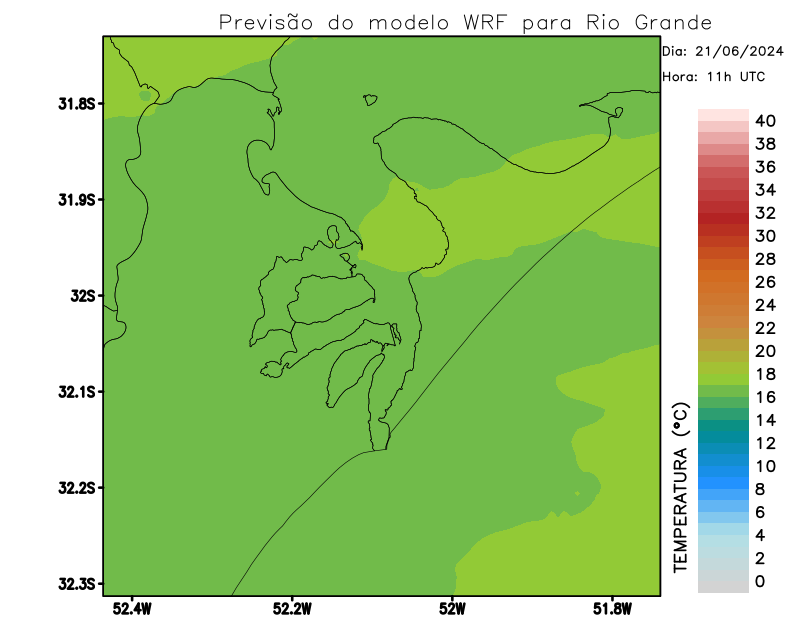 Previsão do modelo WRF para Rio Grande
Dia: 21/06/2024
Hora: 11h UTC
31.8S
31.9S
32S
32.1S
32.2S
32.3S
52.4W
52.2W
52W
51.8W
TEMPERATURA (°C)
40
38
36
34
32
30
28
26
24
22
20
18
16
14
12
10
8
6
4
2
0